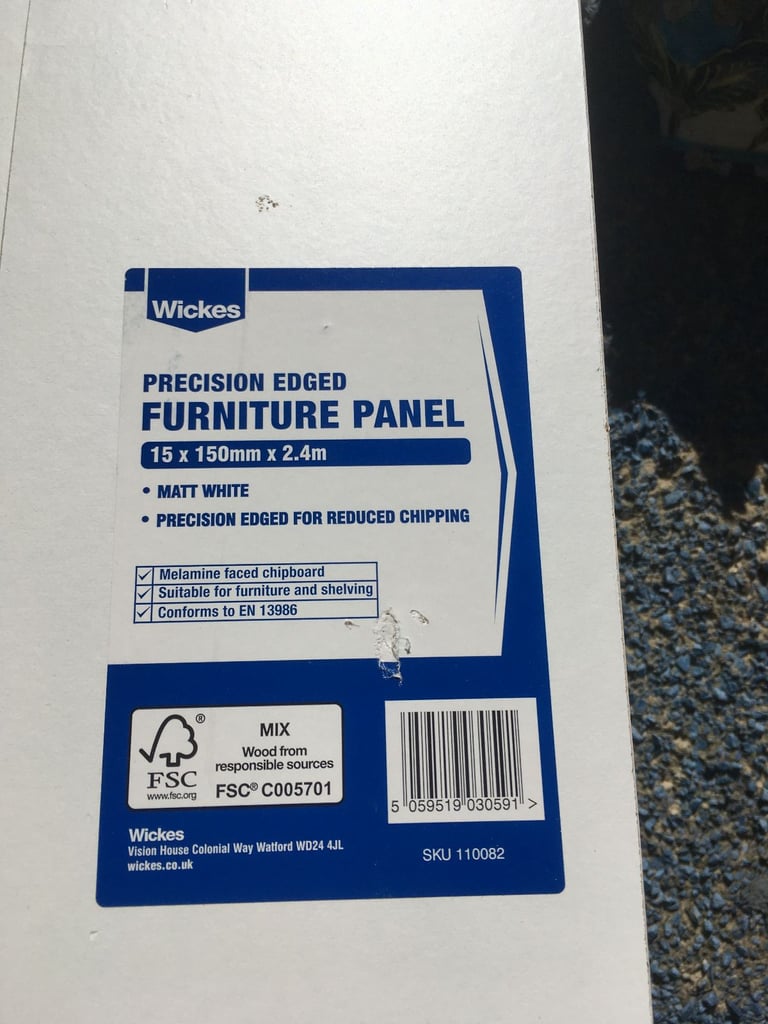 Wickes
PRECISION EDGED
FURNITURE PANEL
15 x 150mm x 2.4m
• MATT WHITE
• PRECISION EDGED FOR REDUCED CHIPPING
Melamine faced chipboard
Suitable for furniture and shelving
Conforms to EN 13986
®
FSC
www.fsc.org
MIX
Wood from
responsible sources
FSC® C005701
5 059519 030591 >
Wickes
Vision House Colonial Way Watford WD24 4JL
wickes.co.uk
SKU 110082